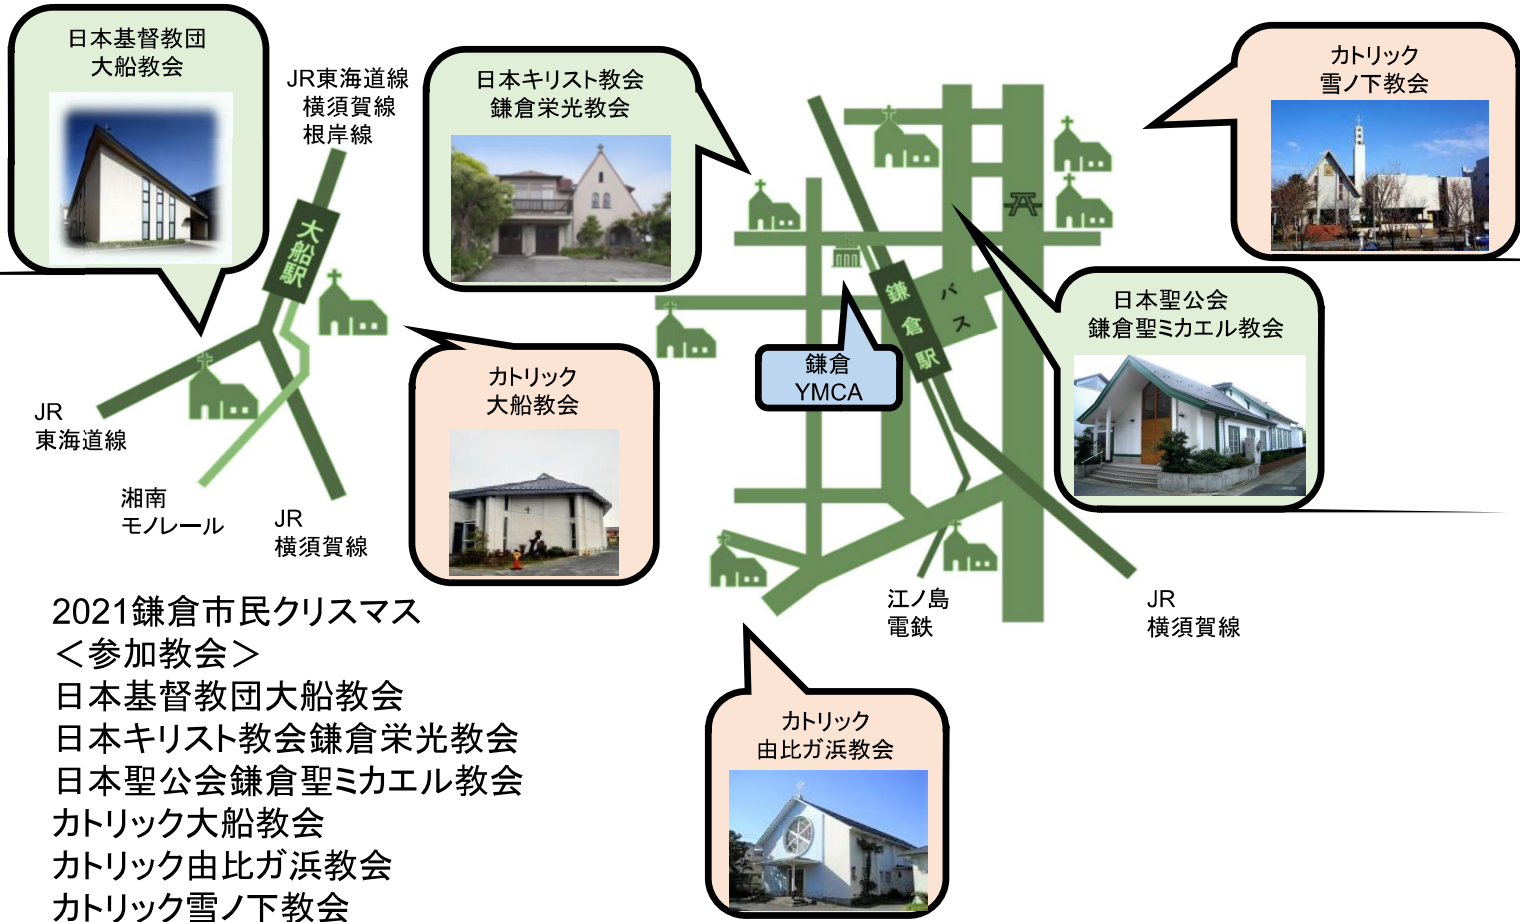 日本基督教団
大船教会
JR東海道線
横須賀線
根岸線
大船駅
JR
東海道線
湘南
モノレール
JR
横須賀線
カトリック
大船教会
日本キリスト教会
鎌倉栄光教会
カトリック
雪ノ下教会
鎌倉駅
バス
鎌倉
YMCA
日本聖公会
鎌倉聖ミカエル教会
江ノ島
電鉄
JR
横須賀線
カトリック
由比ガ浜教会
2021鎌倉市民クリスマス
＜参加教会＞
日本基督教団大船教会
日本キリスト教会鎌倉栄光教会
日本聖公会鎌倉聖ミカエル教会
カトリック大船教会
カトリック由比ガ浜教会
カトリック雪ノ下教会